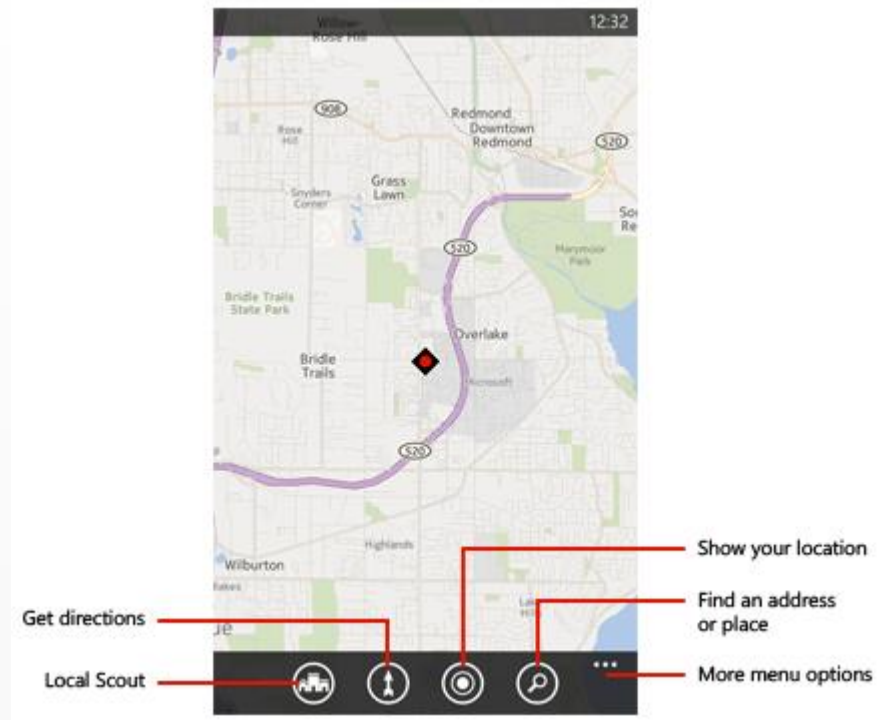 12:32
Willow-
Rose Hill
908
Redmond
Downtown
Redmond
520
Rose
Hill
Grass
Lawn
Snyders
Corner
520
Marymoor
Park
Bridle Trails
State Park
Overlake
Bridle
Trails
Microsoft
520
Highlands
Wilburton
Show your location
Find an address
or place
Get directions
More menu options
Local Scout